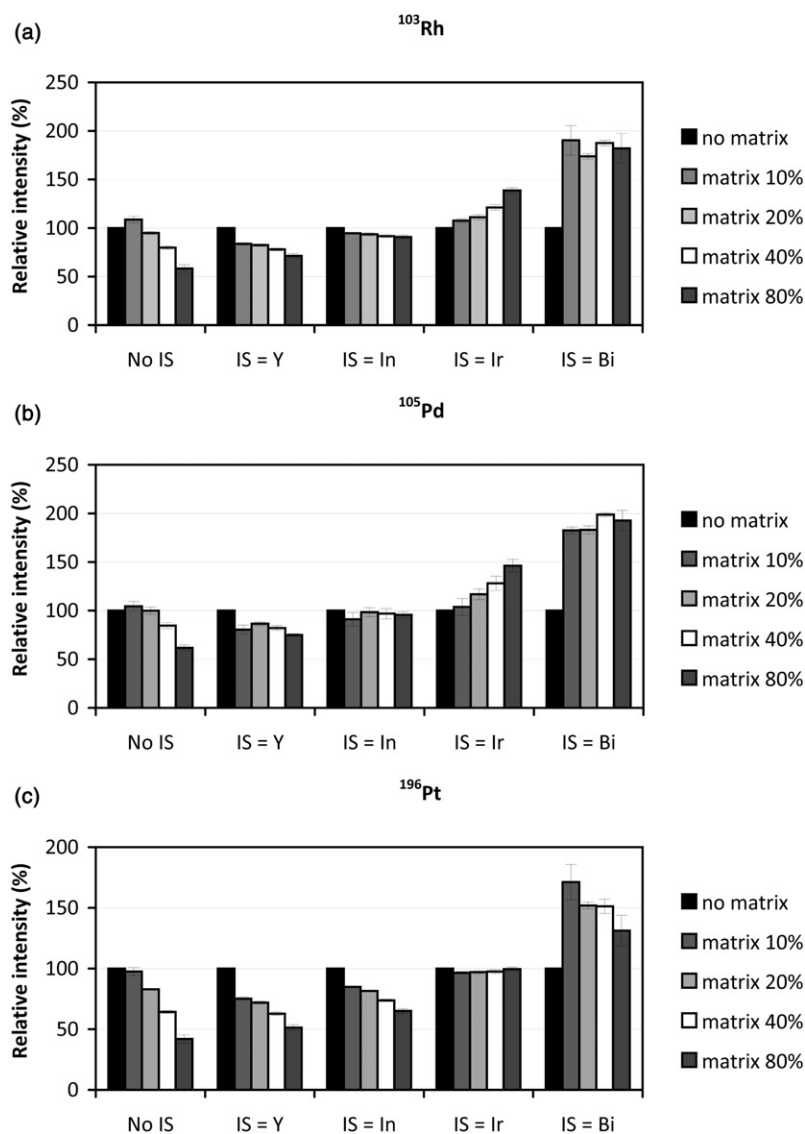 (a)
¹⁰³Rh
Relative intensity (%)
250
200
150
100
50
0
No IS
IS = Y
IS = In
IS = Ir
IS = Bi
no matrix
matrix 10%
matrix 20%
matrix 40%
matrix 80%
(b)
¹⁰⁵Pd
Relative intensity (%)
250
200
150
100
50
0
No IS
IS = Y
IS = In
IS = Ir
IS = Bi
no matrix
matrix 10%
matrix 20%
matrix 40%
matrix 80%
(c)
¹⁹⁶Pt
Relative intensity (%)
200
150
100
50
0
No IS
IS = Y
IS = In
IS = Ir
IS = Bi
no matrix
matrix 10%
matrix 20%
matrix 40%
matrix 80%